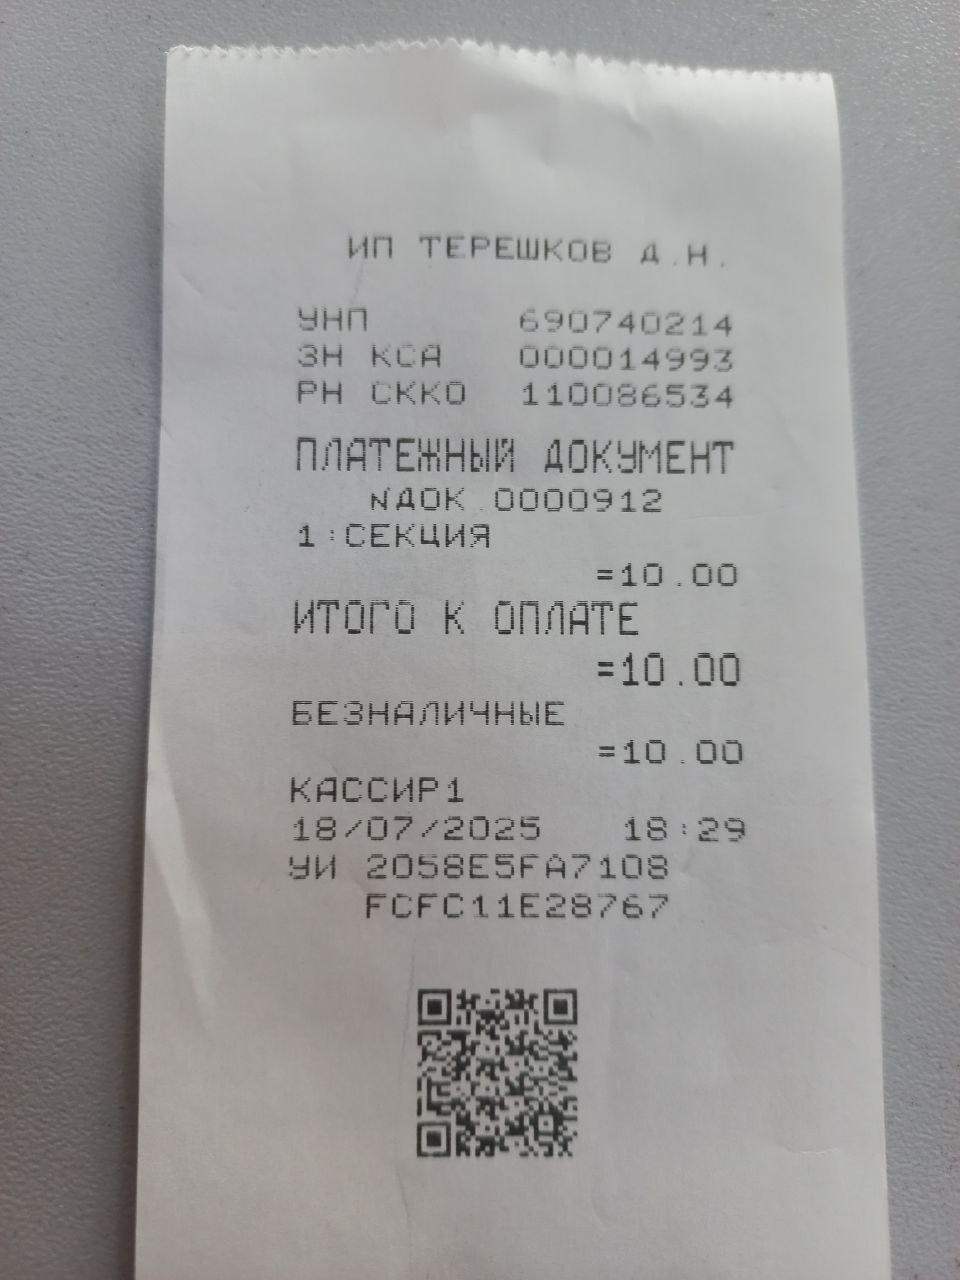 ИП ТЕРЕШКОВ Д.Н.
УНП 690740214
ЗН КСА 000014993
РН СККО 110086534
ПЛАТЕЖНЫЙ ДОКУМЕНТ
NДОК.0000912
1:СЕКЦИЯ
=10.00
ИТОГО К ОПЛАТЕ
=10.00
БЕЗНАЛИЧНЫЕ
=10.00
КАССИР1
18/07/2025 18:29
УИ 2058E5FA7108
FCFC11E28767